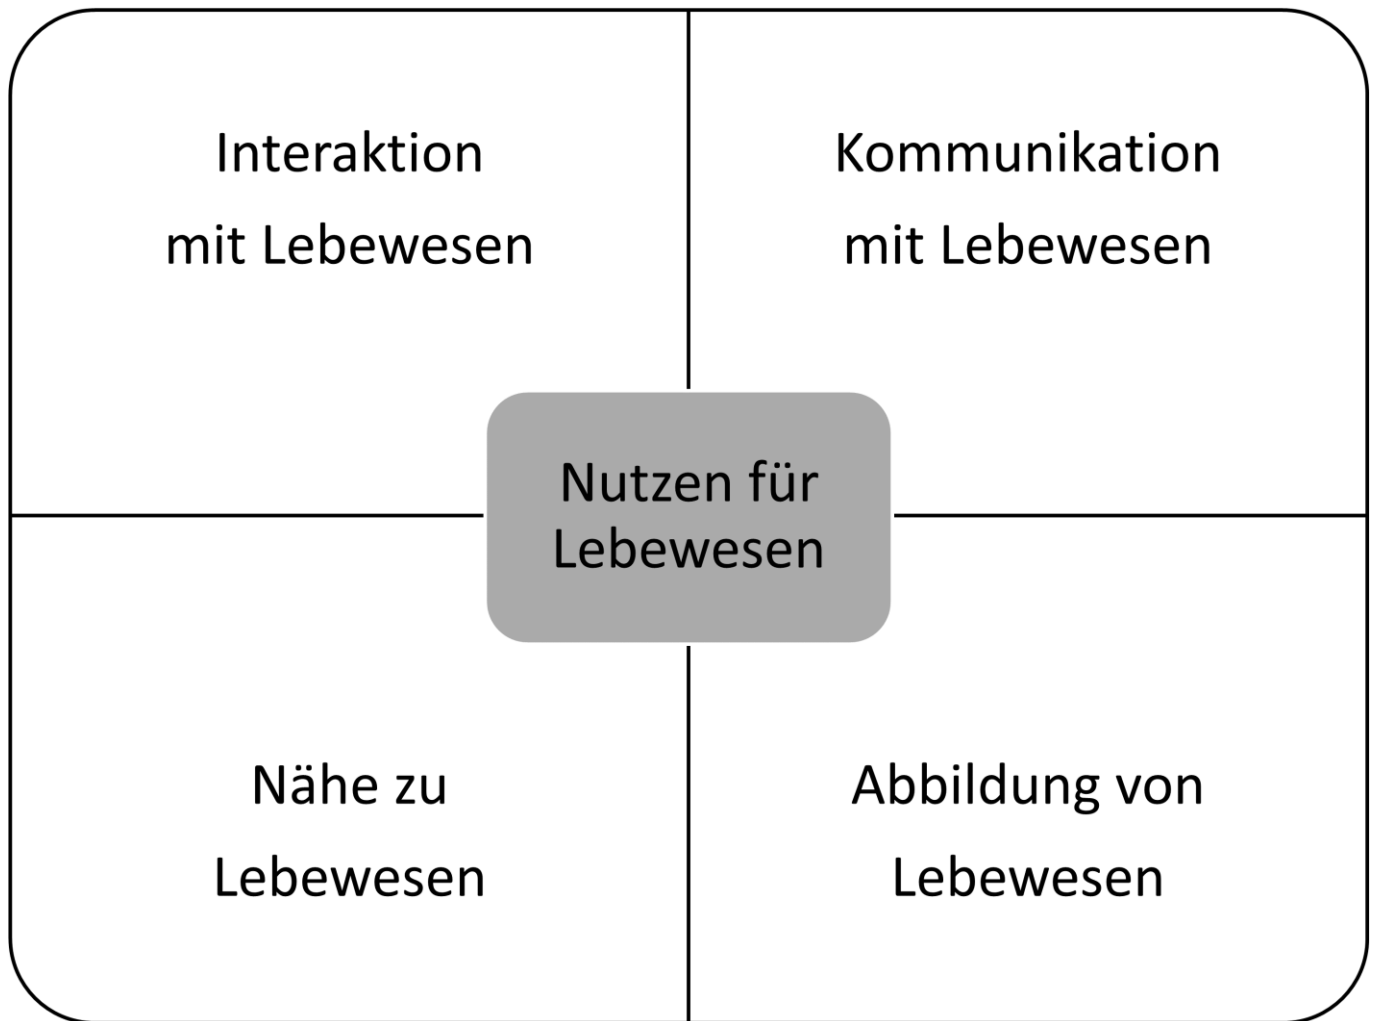 Interaktion
mit Lebewesen
Kommunikation
mit Lebewesen
Nutzen für
Lebewesen
Nähe zu
Lebewesen
Abbildung von
Lebewesen